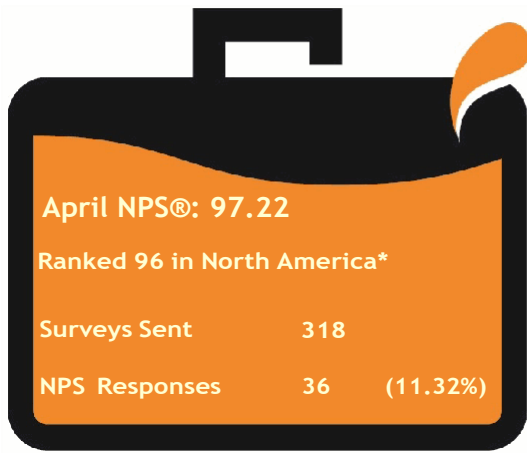 April NPS®: 97.22
Ranked 96 in North America*
Surveys Sent 318
NPS Responses 36 (11.32%)